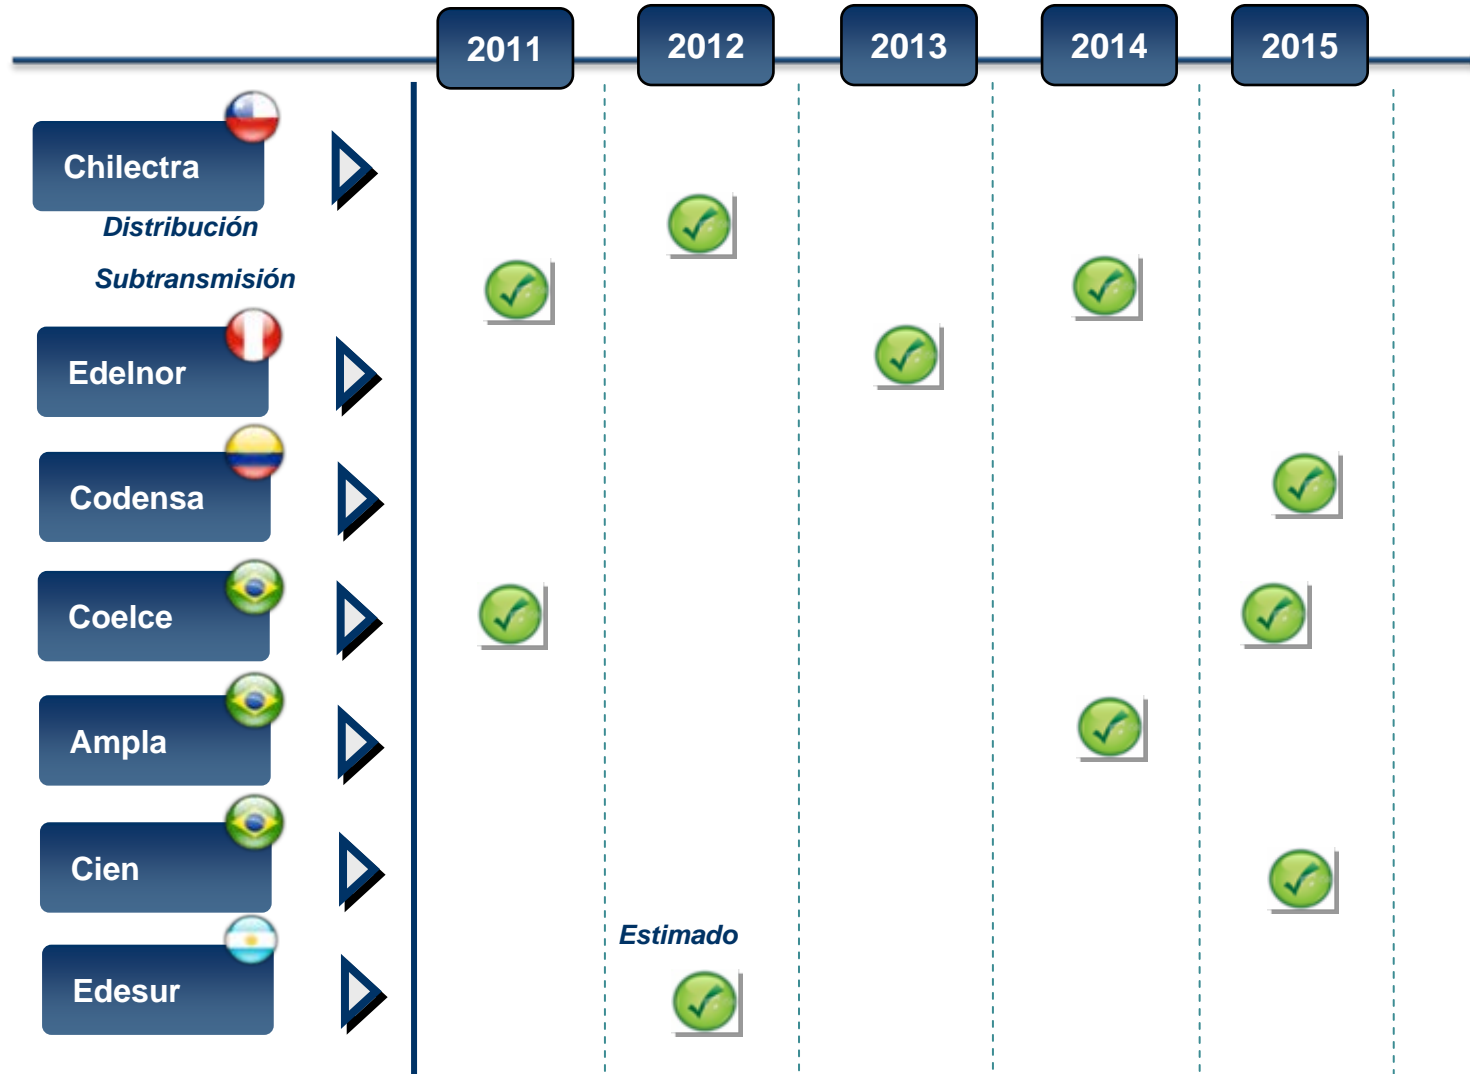 2011 2012 2013 2014 2015
Chilectra
Distribución
Subtransmisión
Edelnor
Codensa
Coelce
Ampla
Cien
Estimado
Edesur